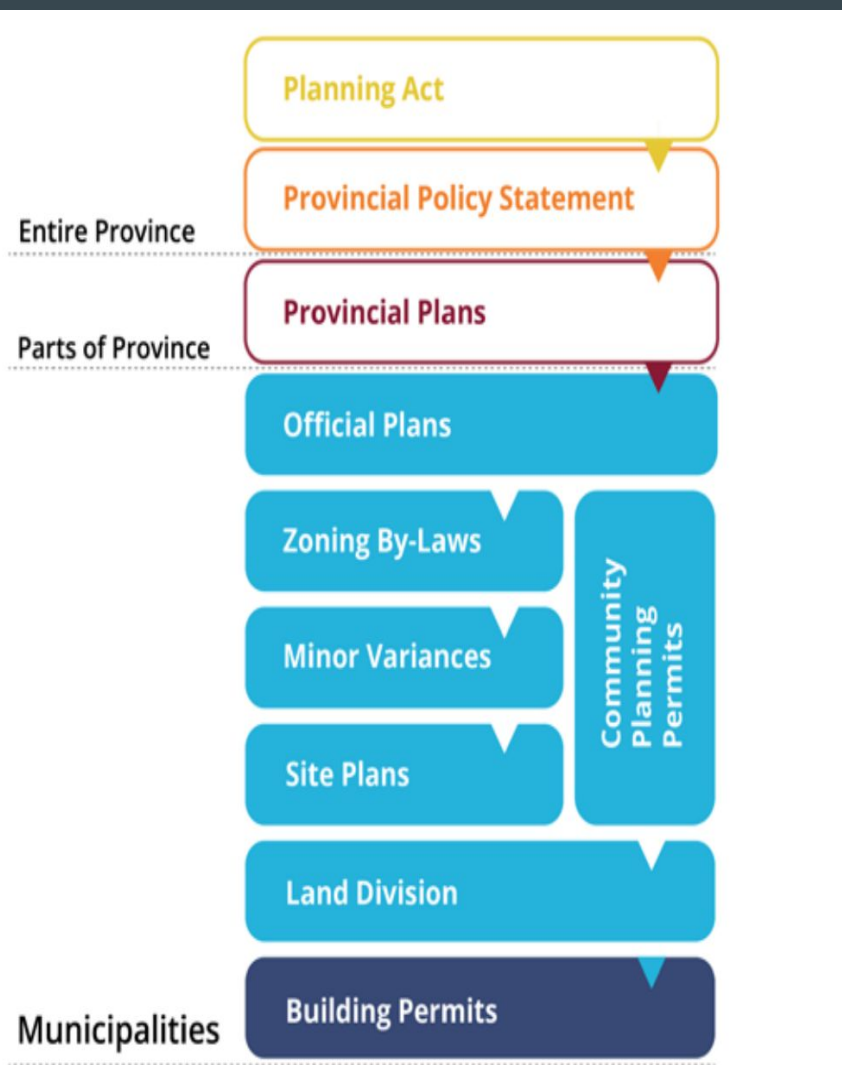 Planning Act
Provincial Policy Statement
Entire Province
Provincial Plans
Parts of Province
Official Plans
Zoning By-Laws
Minor Variances
Site Plans
Community
Planning
Permits
Land Division
Building Permits
Municipalities